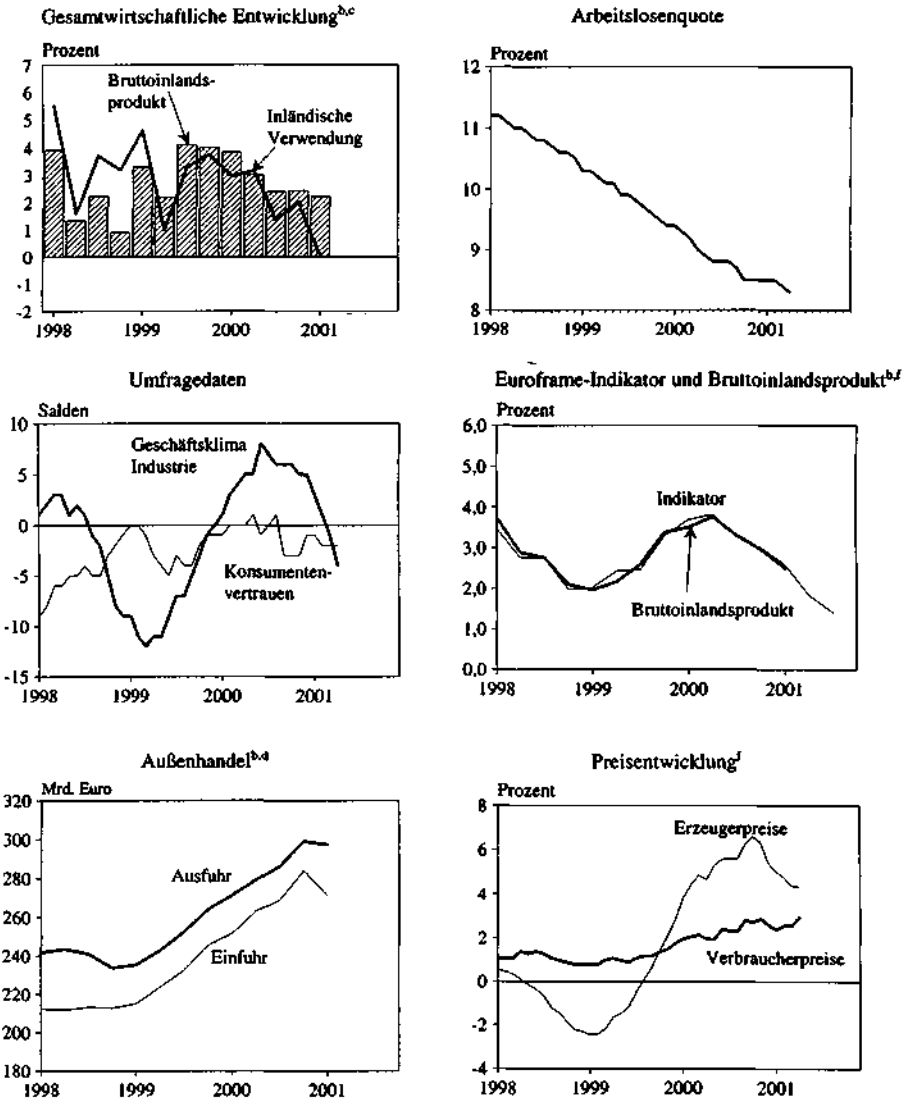 Gesamtwirtschaftliche Entwicklung^b,c
Prozent
7
6
5
4
3
2
1
0
-1
-2
Bruttoinlands-
produkt
Inländische
Verwendung
1998 1999 2000 2001
Arbeitslosenquote
Prozent
12
11
10
9
8
1998 1999 2000 2001
Umfragedaten
Salden
10
5
0
-5
-10
-15
Geschäftsklima
Industrie
Konsumenten-
vertrauen
1998 1999 2000 2001
Euroframe-Indikator und Bruttoinlandsprodukt^b,f
Prozent
6,0
5,0
4,0
3,0
2,0
1,0
0,0
Indikator
Bruttoinlandsprodukt
1998 1999 2000 2001
Außenhandel^b,d
Mrd. Euro
320
300
280
260
240
220
200
180
Ausfuhr
Einfuhr
1998 1999 2000 2001
Preisentwicklung^f
Prozent
8
6
4
2
0
-2
-4
Erzeugerpreise
Verbraucherpreise
1998 1999 2000 2001